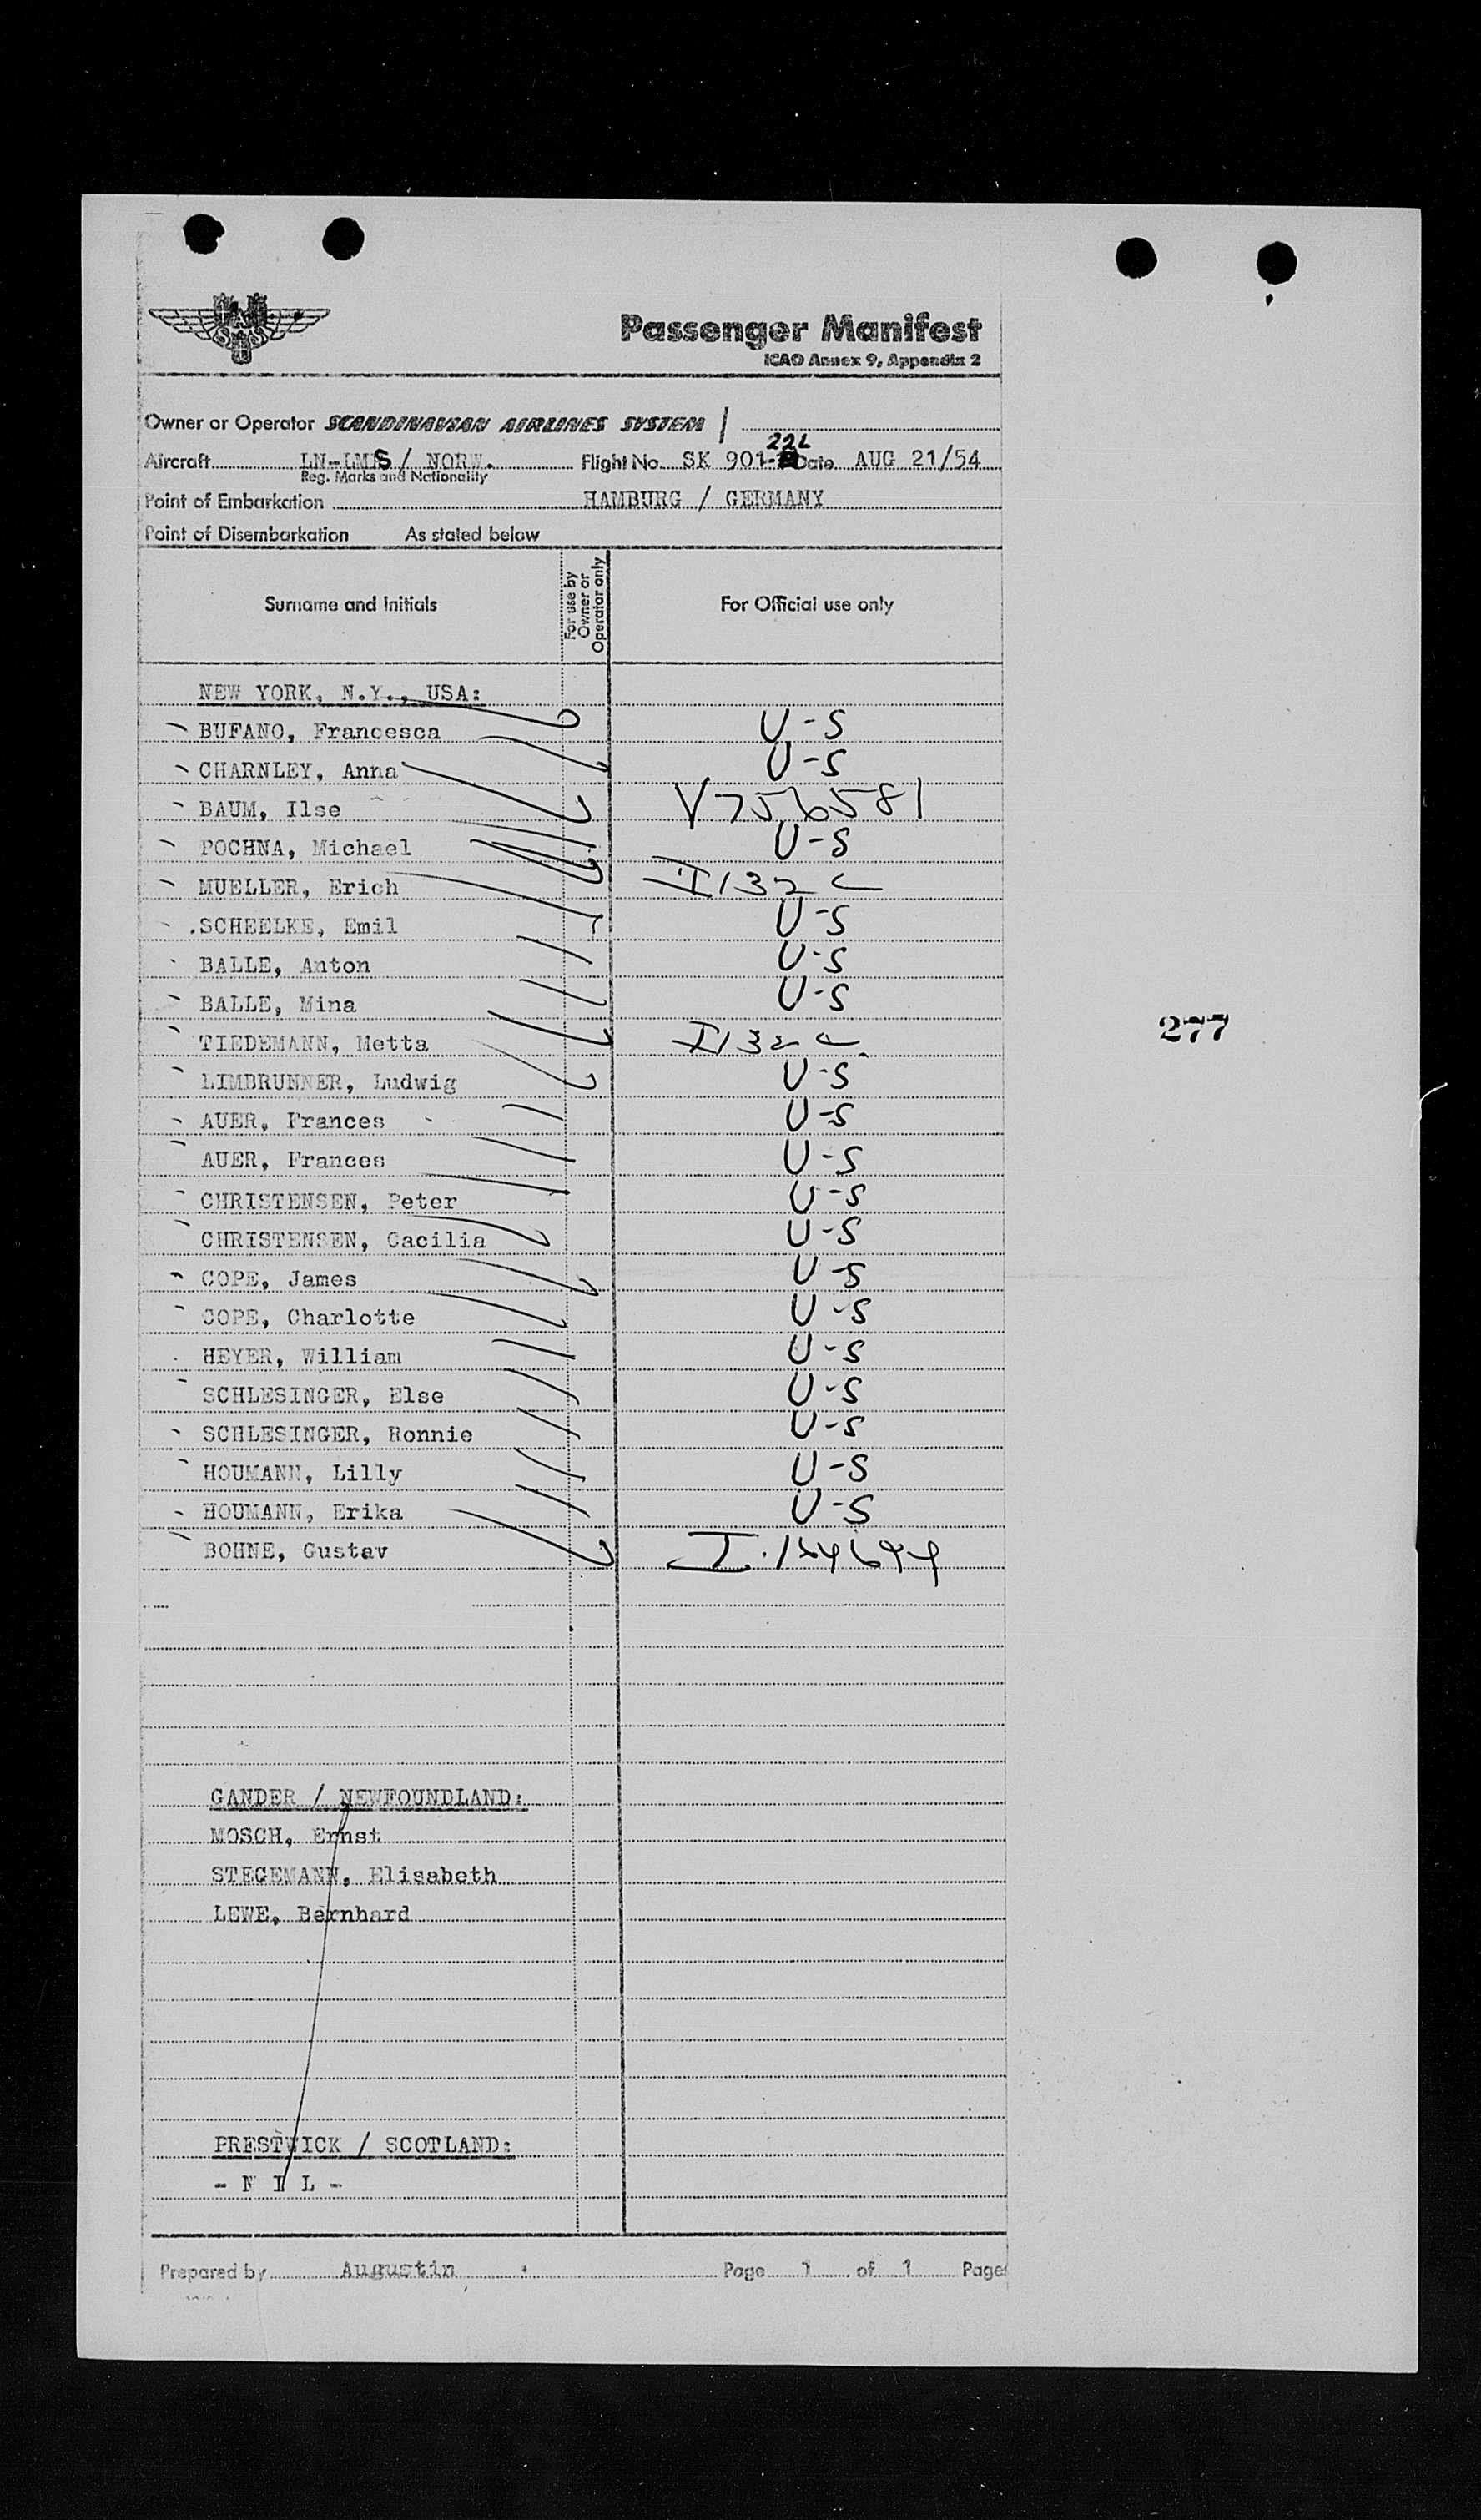 SAS
Passenger Manifest
ICAO Annex 9, Appendix 2
Owner or Operator SCANDINAVIAN AIRLINES SYSTEM
22L
Aircraft LN-LMS / NORW. Flight No. SK 901- Date AUG 21/54
Reg. Marks and Nationality
Point of Embarkation HAMBURG / GERMANY
Point of Disembarkation As stated below
Surname and Initials For use by Owner or Operator only For Official use only
NEW YORK, N.Y., USA:
BUFANO, Francesca U-S
CHARNLEY, Anna U-S
BAUM, Ilse V756581
POCHNA, Michael U-S
MUELLER, Erich I132c
SCHEELKE, Emil U-S
BALLE, Anton U-S
BALLE, Mina U-S
TIEDEMANN, Metta I132c
LIMBRUNNER, Ludwig U-S
AUER, Frances U-S
AUER, Frances U-S
CHRISTENSEN, Peter U-S
CHRISTENSEN, Cacilia U-S
COPE, James U-S
COPE, Charlotte U-S
HEYER, William U-S
SCHLESINGER, Else U-S
SCHLESINGER, Ronnie U-S
HOUMANN, Lilly U-S
HOUMANN, Erika U-S
BOHNE, Gustav
277
GANDER / NEWFOUNDLAND:
MOSCH, Ernst
STEGEMANN, Elisabeth
LEWE, Bernhard
PRESTWICK / SCOTLAND:
- N I L -
Prepared by Augustin Page 1 of 1 Pages